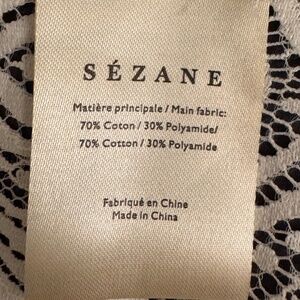 SÉZANE
Matière principale / Main fabric:
70% Coton / 30% Polyamide/
70% Cotton / 30% Polyamide
Fabriqué en Chine
Made in China